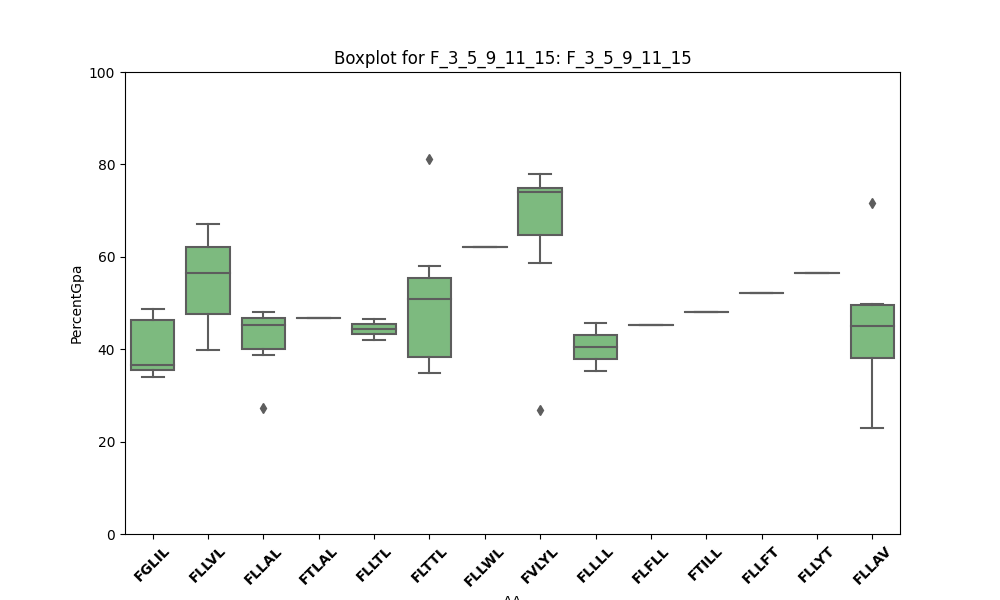 Boxplot for F_3_5_9_11_15: F_3_5_9_11_15
100
80
60
40
20
0
PercentGpa
FGLIL
FLLVL
FLLAL
FTLAL
FLLTL
FLTTL
FLLWL
FVLYL
FLLLL
FLFLL
FTILL
FLLFT
FLLYT
FLLAV
AA